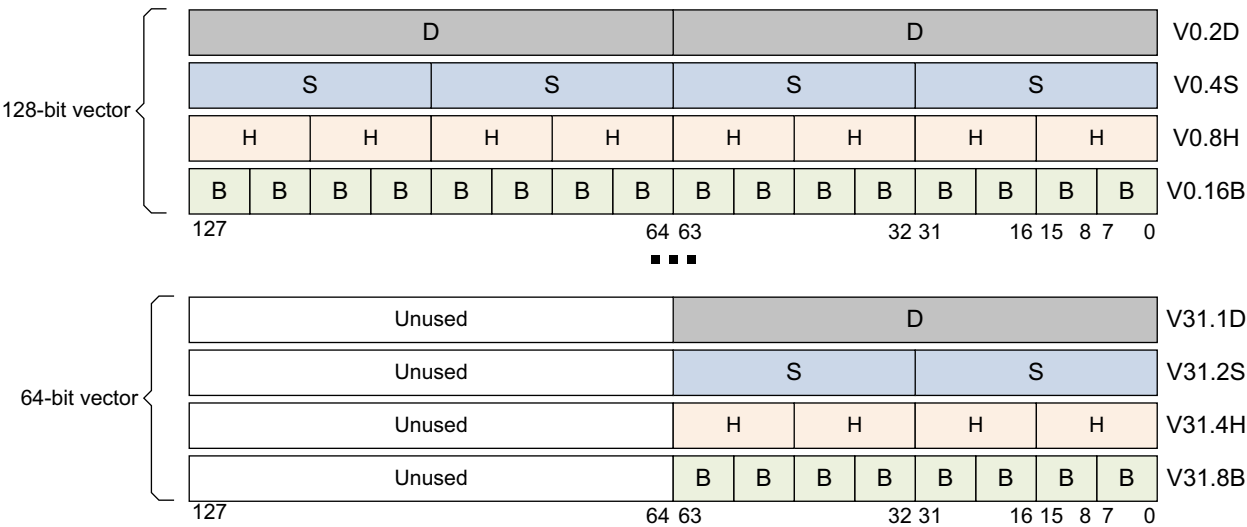 D D V0.2D
S S S S V0.4S
128-bit vector
H H H H H H H H V0.8H
B B B B B B B B B B B B B B B B V0.16B
127 64 63 32 31 16 15 8 7 0
Unused D V31.1D
Unused S S V31.2S
64-bit vector
Unused H H H H V31.4H
Unused B B B B B B B B V31.8B
127 64 63 32 31 16 15 8 7 0